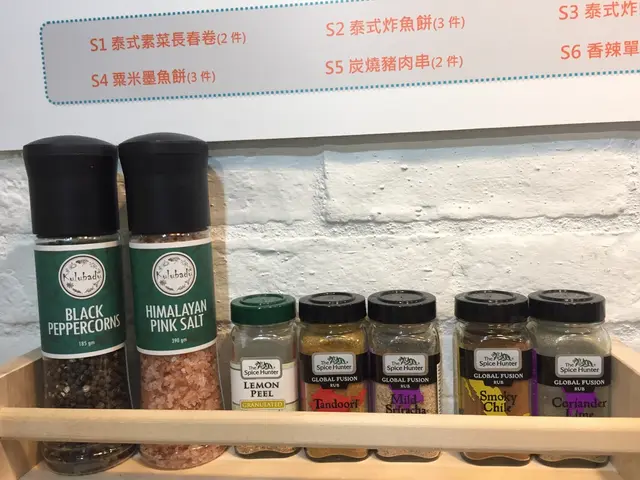 S1 泰式素菜長春卷(2 件)
S2 泰式炸魚餅(3 件)
S3 泰式炸
S4 粟米墨魚餅(3 件)
S5 炭燒豬肉串(2 件)
S6 香辣單
Kulubadi
BLACK
PEPPERCORNS
185 gm
Kulubadi
HIMALAYAN
PINK SALT
390 gm
The
Spice Hunter
LEMON
PEEL
GRANULATED
The
Spice Hunter
GLOBAL FUSION
RUB
Tandoori
The
Spice Hunter
GLOBAL FUSION
RUB
Mild
Sriracha
The
Spice Hunter
GLOBAL FUSION
RUB
Smoky
Chile
The
Spice Hunter
GLOBAL FUSION
RUB
Coriander
Lime